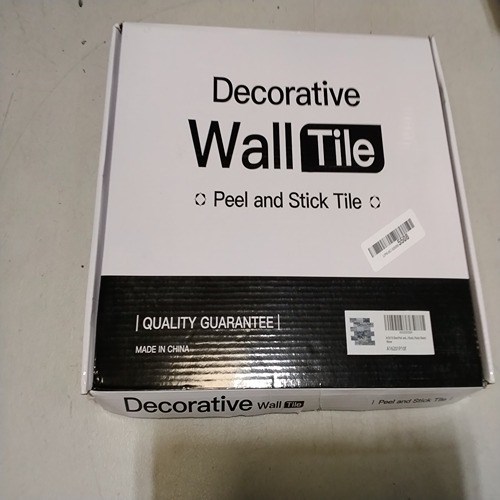 Decorative
Wall Tile
Peel and Stick Tile
5668
| QUALITY GUARANTEE |
MADE IN CHINA
Decorative Wall Tile
| Peel and Stick Tile |